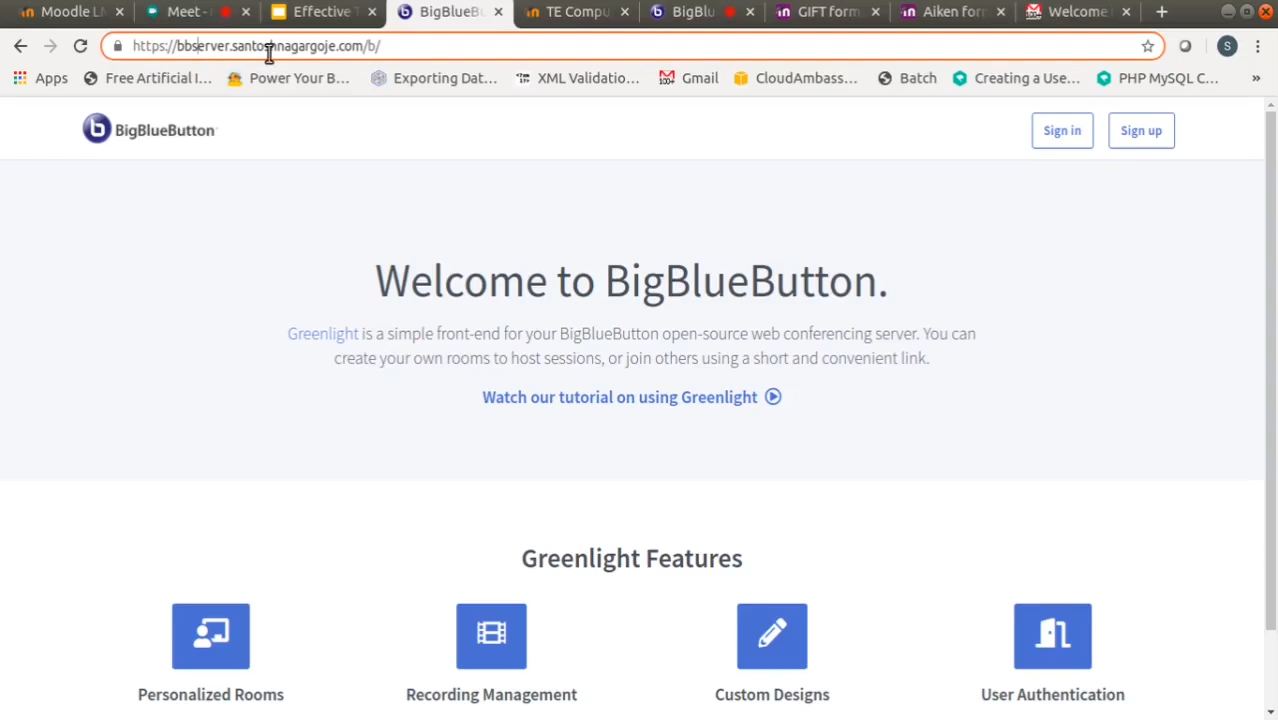 Moodle LM Meet - Effective T BigBlueBu TE Compu BigBlu GIFT form Aiken for Welcome
https://bbserver.santoshnagargoje.com/b/ S
Apps Free Artificial I... Power Your B... Exporting Dat... XML Validatio... Gmail CloudAmbass... Batch Creating a Use... PHP MySQL C... »
BigBlueButton Sign in Sign up
Welcome to BigBlueButton.
Greenlight is a simple front-end for your BigBlueButton open-source web conferencing server. You can
create your own rooms to host sessions, or join others using a short and convenient link.
Watch our tutorial on using Greenlight
Greenlight Features
Personalized Rooms Recording Management Custom Designs User Authentication